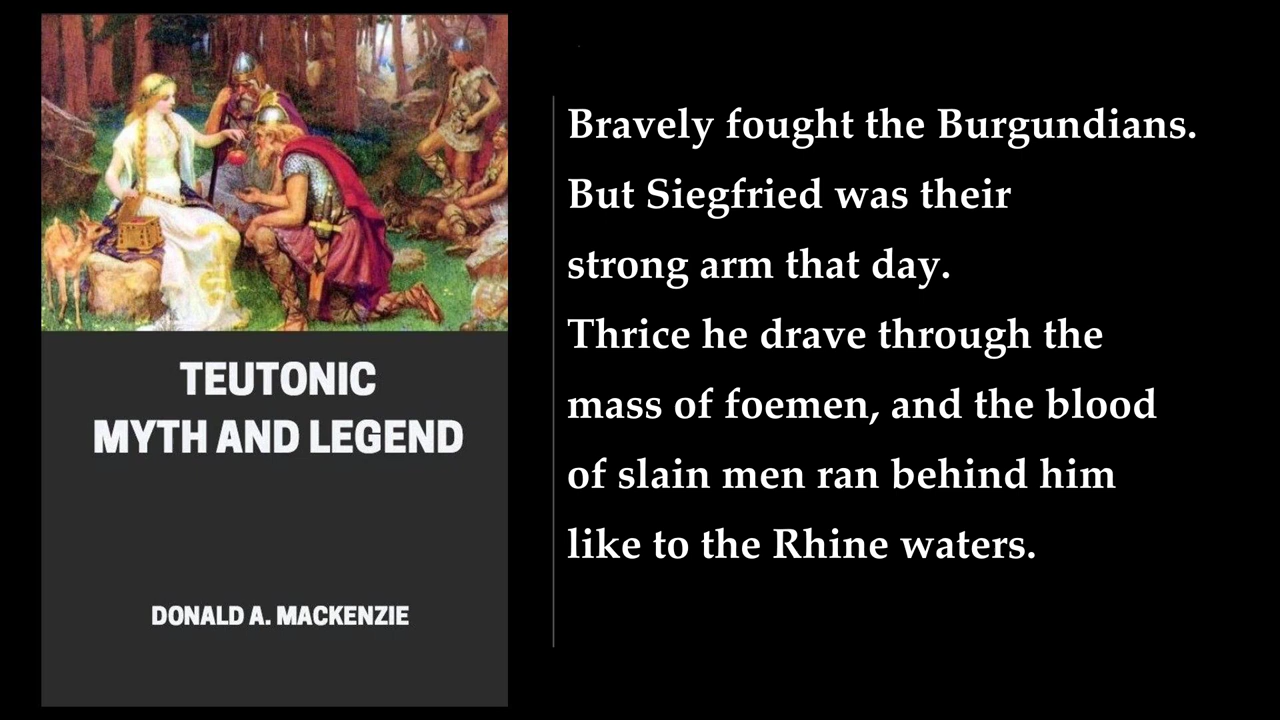 TEUTONIC
MYTH AND LEGEND
DONALD A. MACKENZIE
Bravely fought the Burgundians.
But Siegfried was their
strong arm that day.
Thrice he drave through the
mass of foemen, and the blood
of slain men ran behind him
like to the Rhine waters.